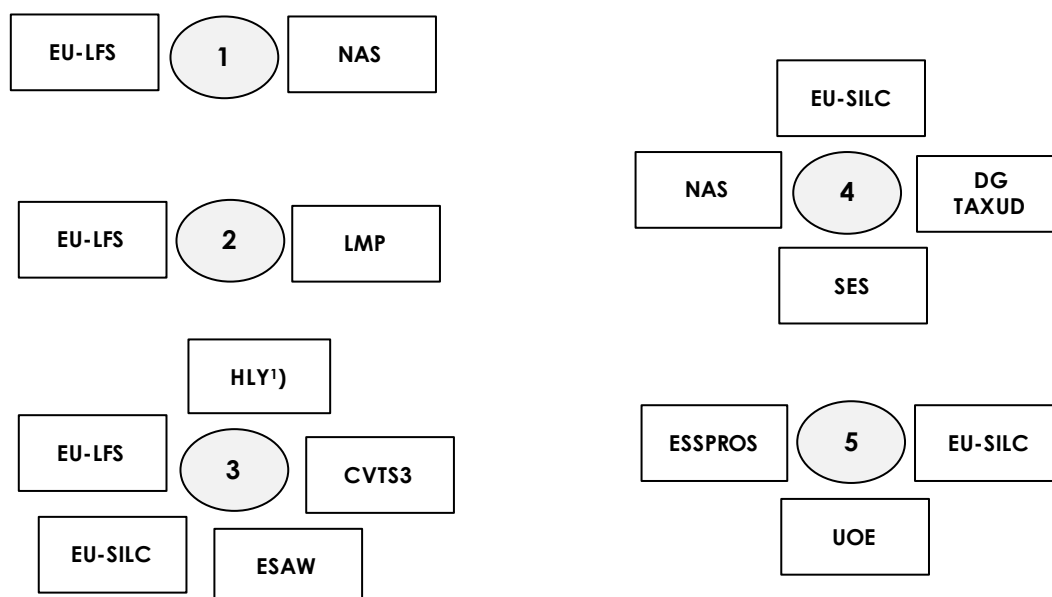 EU-LFS
1
NAS
EU-LFS
2
LMP
HLY¹)
EU-LFS
3
CVTS3
EU-SILC
ESAW
EU-SILC
NAS
4
DG
TAXUD
SES
ESSPROS
5
EU-SILC
UOE